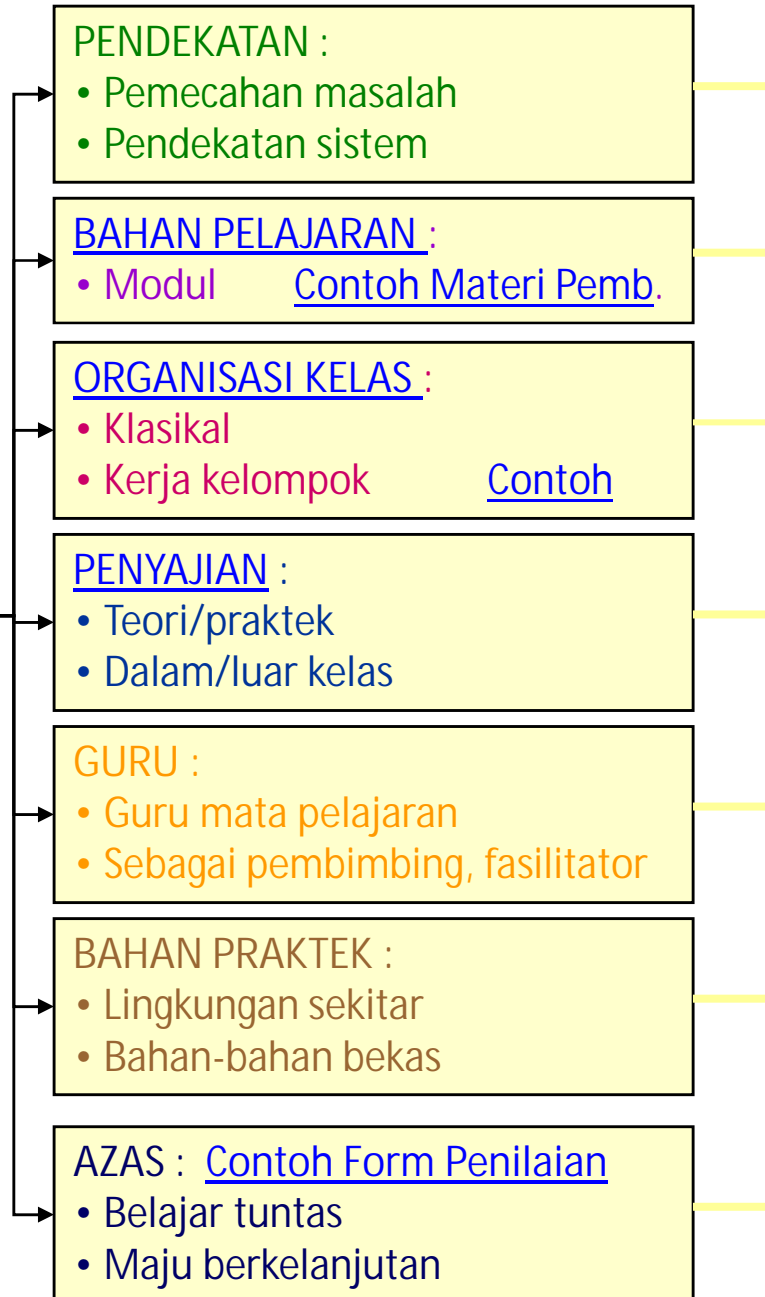 PENDEKATAN :
• Pemecahan masalah
• Pendekatan sistem
BAHAN PELAJARAN :
• Modul Contoh Materi Pemb.
ORGANISASI KELAS :
• Klasikal
• Kerja kelompok Contoh
PENYAJIAN :
• Teori/praktek
• Dalam/luar kelas
GURU :
• Guru mata pelajaran
• Sebagai pembimbing, fasilitator
BAHAN PRAKTEK :
• Lingkungan sekitar
• Bahan-bahan bekas
AZAS : Contoh Form Penilaian
• Belajar tuntas
• Maju berkelanjutan